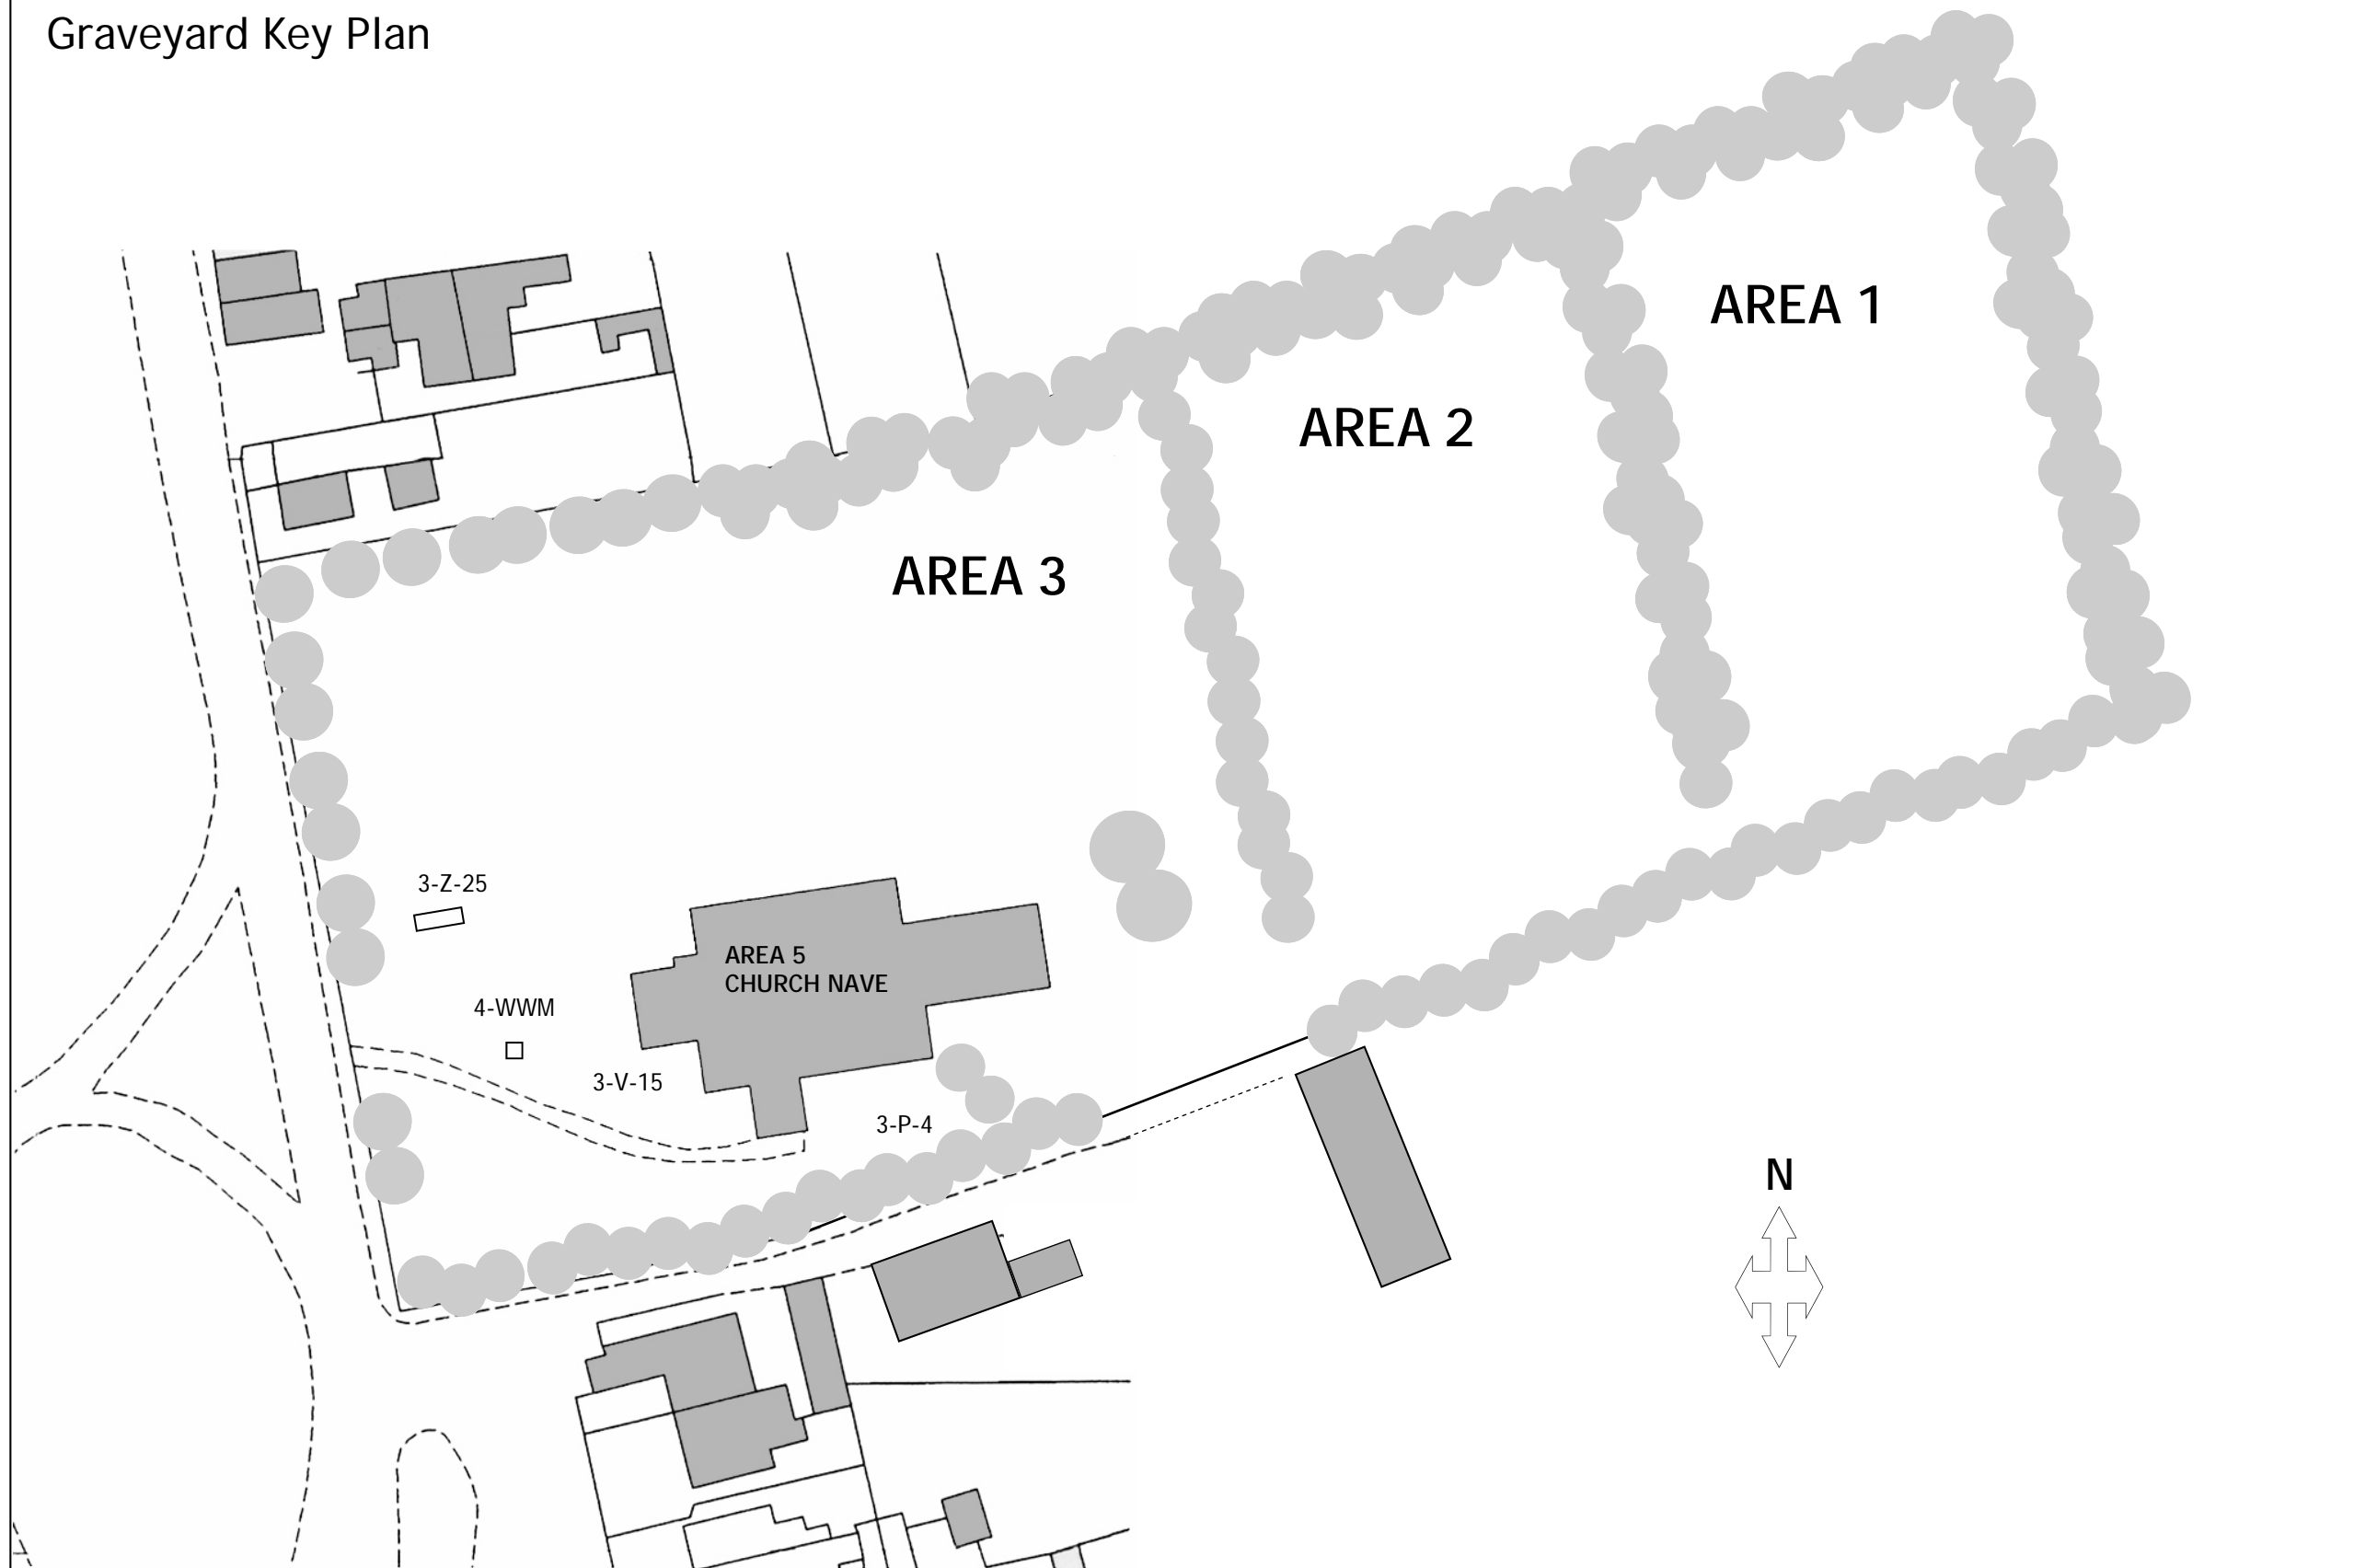 Graveyard Key Plan
AREA 1
AREA 2
AREA 3
3-Z-25
AREA 5
CHURCH NAVE
4-WWM
3-V-15
3-P-4
N